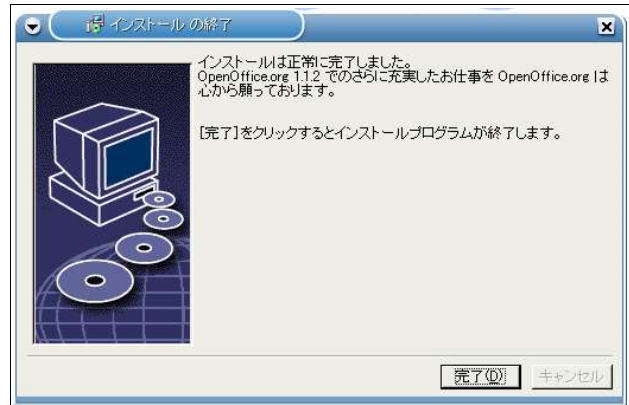 インストールの終了
インストールは正常に完了しました。
OpenOffice.org 1.1.2 でのさらに充実したお仕事を OpenOffice.org は
心から願っております。
[完了]をクリックするとインストールプログラムが終了します。
完了(D)
キャンセル